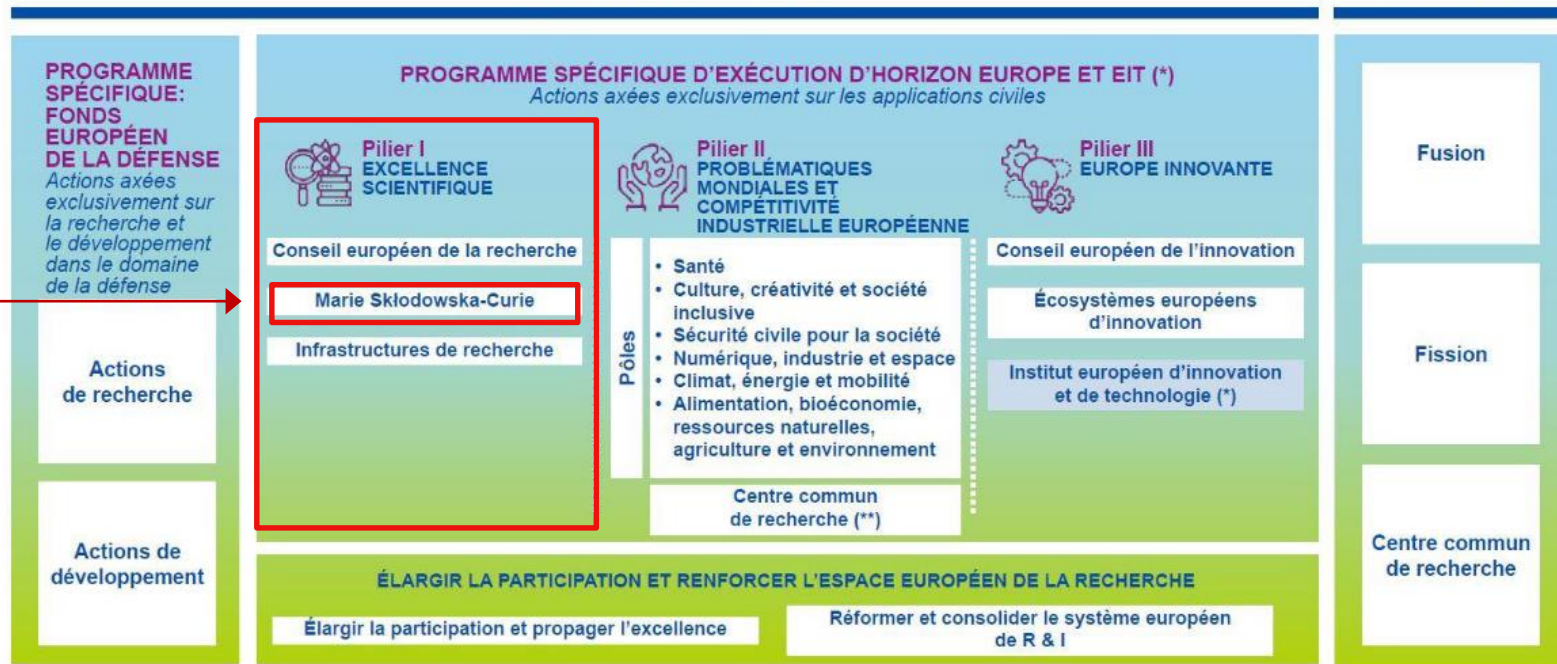 PROGRAMME
SPÉCIFIQUE:
FONDS
EUROPÉEN
DE LA DÉFENSE
Actions axées
exclusivement sur
la recherche et
le développement
dans le domaine
de la défense
Actions
de recherche
Actions de
développement
PROGRAMME SPÉCIFIQUE D’EXÉCUTION D’HORIZON EUROPE ET EIT (*)
Actions axées exclusivement sur les applications civiles
Pilier I
EXCELLENCE
SCIENTIFIQUE
Conseil européen de la recherche
Marie Skłodowska-Curie
Infrastructures de recherche
Pilier II
PROBLÉMATIQUES
MONDIALES ET
COMPÉTITIVITÉ
INDUSTRIELLE EUROPÉENNE
Pôles
• Santé
• Culture, créativité et société
inclusive
• Sécurité civile pour la société
• Numérique, industrie et espace
• Climat, énergie et mobilité
• Alimentation, bioéconomie,
ressources naturelles,
agriculture et environnement
Centre commun
de recherche (**)
Pilier III
EUROPE INNOVANTE
Conseil européen de l’innovation
Écosystèmes européens
d’innovation
Institut européen d’innovation
et de technologie (*)
ÉLARGIR LA PARTICIPATION ET RENFORCER L’ESPACE EUROPÉEN DE LA RECHERCHE
Élargir la participation et propager l’excellence
Réformer et consolider le système européen
de R & I
Fusion
Fission
Centre commun
de recherche